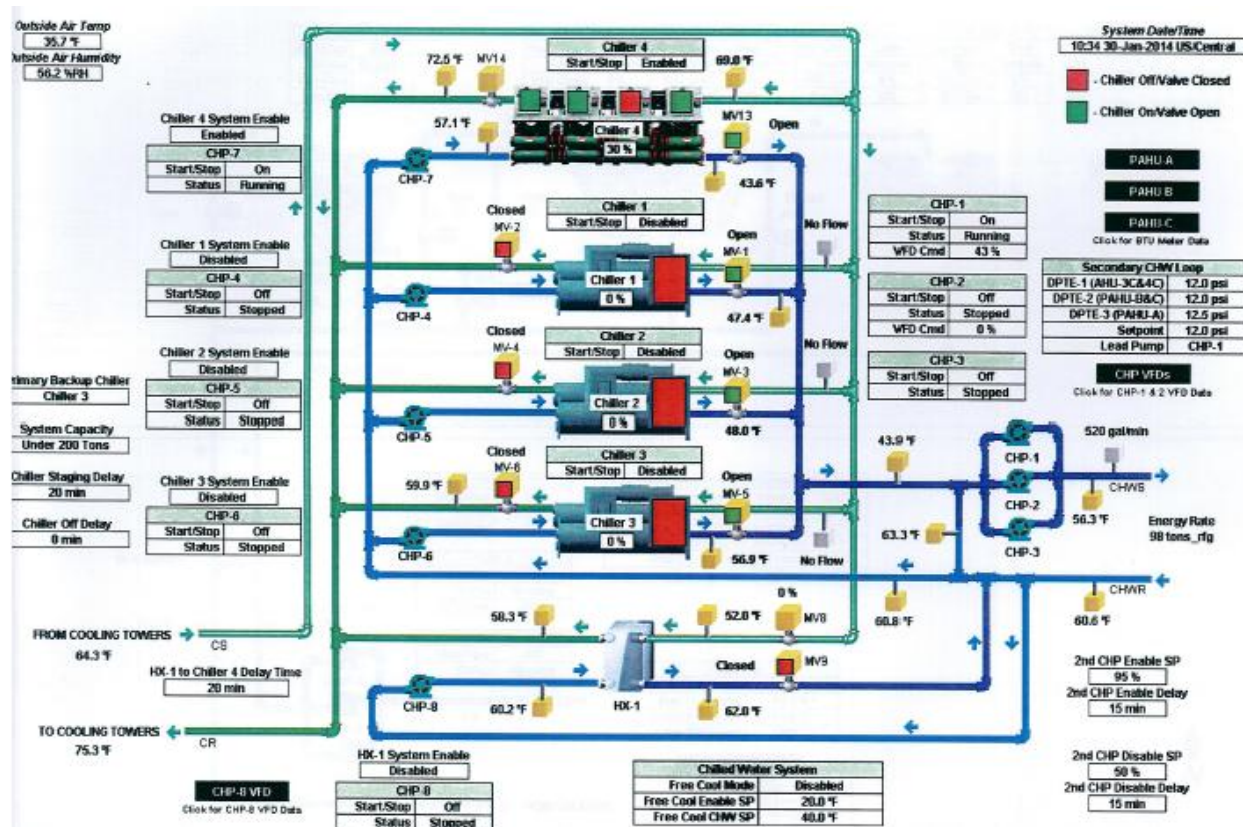 Outside Air Temp
35.7 °F
Outside Air Humidity
56.2 %RH
System Date/Time
10:34 30-Jan-2014 US/Central
- Chiller Off/Valve Closed
- Chiller On/Valve Open
PAHU-A
PAHU-B
PAHU-C
Click for BTU Meter Data
Chiller 4
Start/Stop Enabled
72.5 °F
MV14
69.0 °F
57.1 °F
Chiller 4
30 %
MV13
Open
43.6 °F
CHP-7
Chiller 4 System Enable
Enabled
CHP-7
Start/Stop On
Status Running
Chiller 1 System Enable
Disabled
CHP-4
Start/Stop Off
Status Stopped
Closed
MV-2
Chiller 1
Start/Stop Disabled
Open
MV-1
No Flow
Chiller 1
0 %
CHP-4
47.4 °F
CHP-1
Start/Stop On
Status Running
VFD Cmd 43 %
CHP-2
Start/Stop Off
Status Stopped
VFD Cmd 0 %
CHP-3
Start/Stop Off
Status Stopped
Secondary CHW Loop
DPTE-1 (AHU-3C&4C) 12.0 psi
DPTE-2 (PAHU-B&C) 12.0 psi
DPTE-3 (PAHU-A) 12.5 psi
Setpoint 12.0 psi
Lead Pump CHP-1
CHP VFDs
Click for CHP-1 & 2 VFD Data
Chiller 2 System Enable
Disabled
CHP-5
Start/Stop Off
Status Stopped
Closed
MV-4
Chiller 2
Start/Stop Disabled
Open
MV-3
No Flow
Chiller 2
0 %
CHP-5
48.0 °F
rimary Backup Chiller
Chiller 3
System Capacity
Under 200 Tons
Chiller Staging Delay
20 min
Chiller Off Delay
0 min
Chiller 3 System Enable
Disabled
CHP-6
Start/Stop Off
Status Stopped
Closed
MV-6
59.9 °F
Chiller 3
Start/Stop Disabled
Open
MV-5
Chiller 3
0 %
CHP-6
56.9 °F
No Flow
43.9 °F
CHP-1
CHP-2
CHP-3
520 gal/min
CHWS
56.3 °F
Energy Rate
98 tons_rfg
63.3 °F
CHWR
60.8 °F
60.6 °F
FROM COOLING TOWERS
64.3 °F
CS
HX-1 to Chiller 4 Delay Time
20 min
TO COOLING TOWERS
75.3 °F
CR
58.3 °F
52.0 °F
0 %
MV8
Closed
MV9
CHP-8
60.2 °F
HX-1
62.0 °F
2nd CHP Enable SP
95 %
2nd CHP Enable Delay
15 min
2nd CHP Disable SP
50 %
2nd CHP Disable Delay
15 min
CHP-8 VFD
Click for CHP-8 VFD Data
HX-1 System Enable
Disabled
CHP-8
Start/Stop Off
Status Stopped
Chilled Water System
Free Cool Mode Disabled
Free Cool Enable SP 20.0 °F
Free Cool CHW SP 40.0 °F